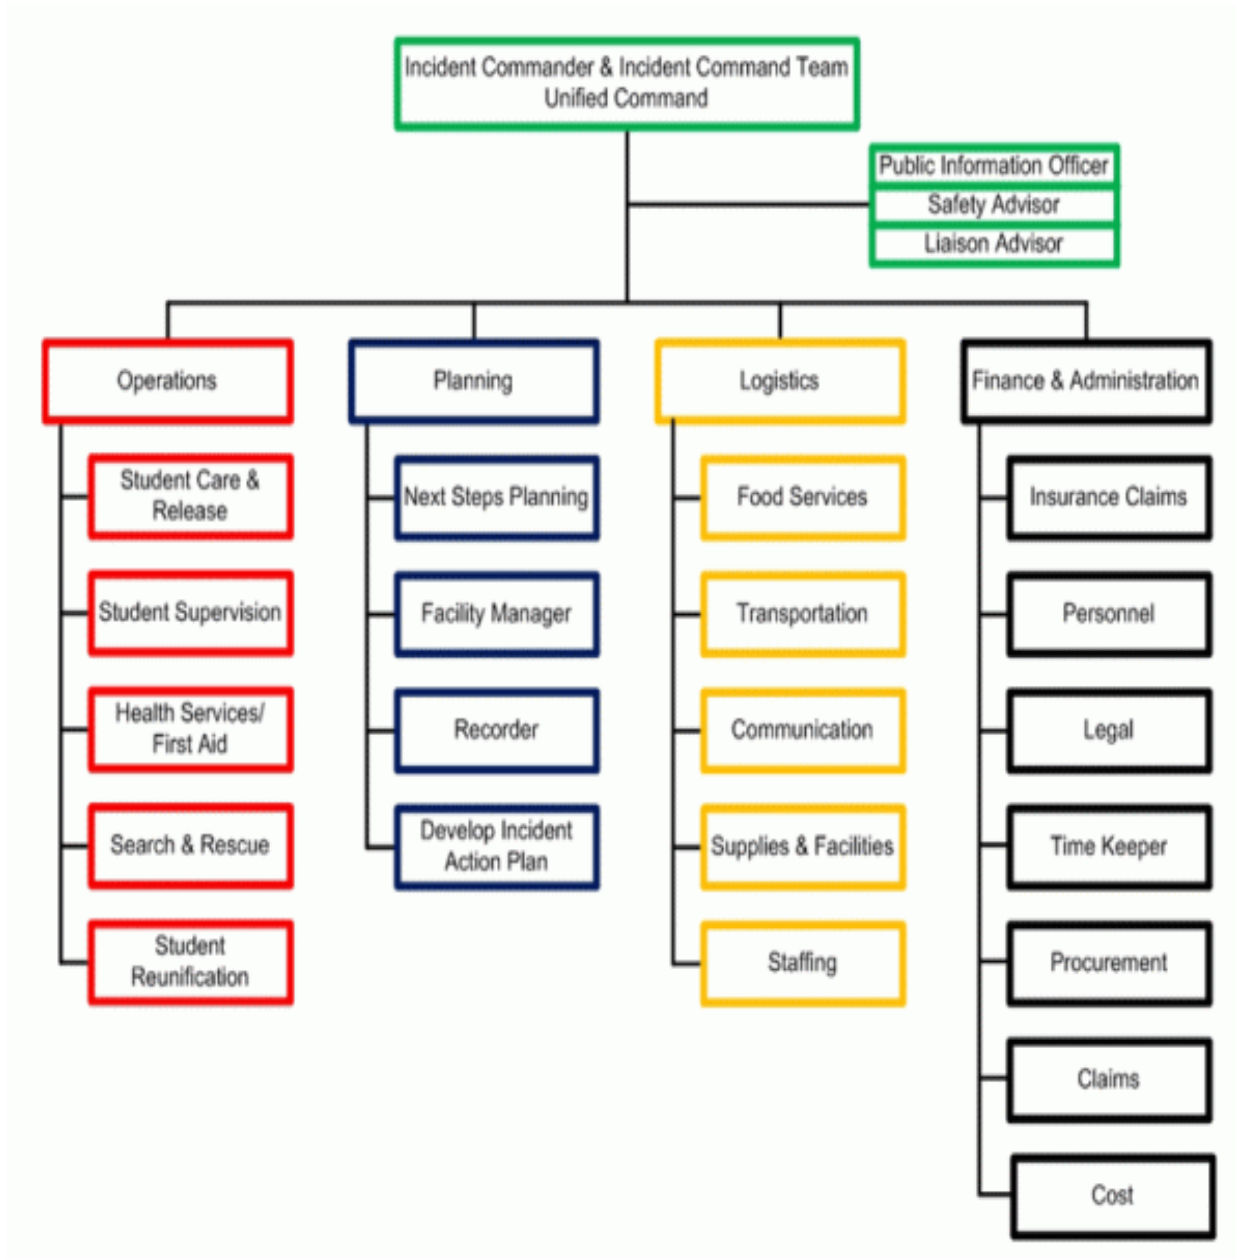 Incident Commander & Incident Command Team
Unified Command
Public Information Officer
Safety Advisor
Liaison Advisor
Operations
Student Care &
Release
Student Supervision
Health Services/
First Aid
Search & Rescue
Student
Reunification
Planning
Next Steps Planning
Facility Manager
Recorder
Develop Incident
Action Plan
Logistics
Food Services
Transportation
Communication
Supplies & Facilities
Staffing
Finance & Administration
Insurance Claims
Personnel
Legal
Time Keeper
Procurement
Claims
Cost